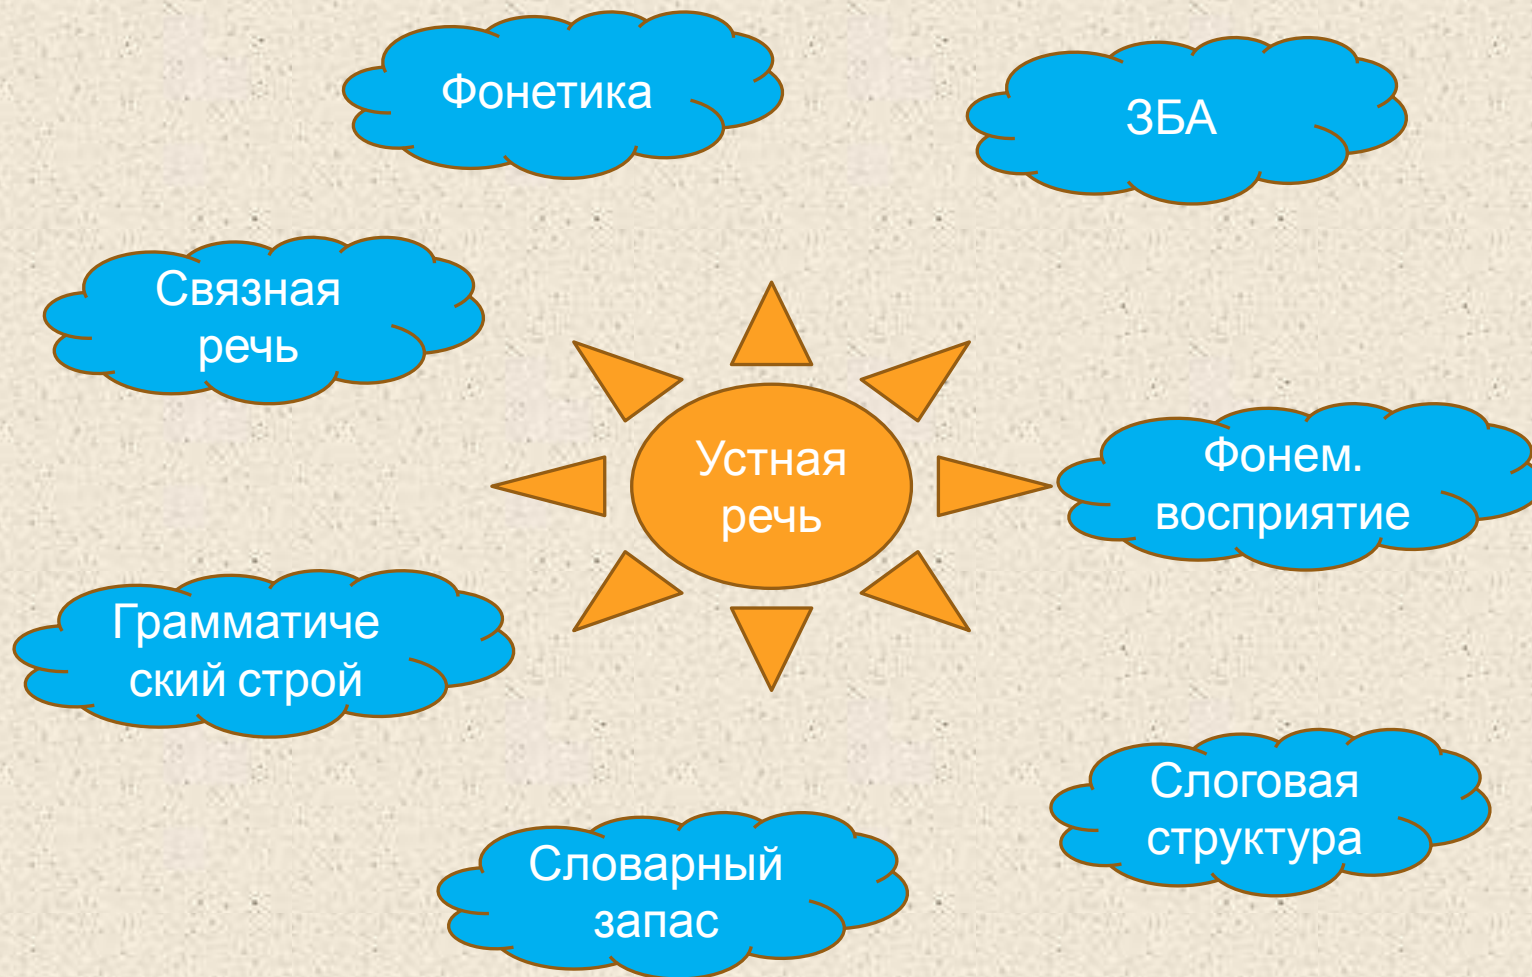 Фонетика
ЗБА
Связная
речь
Устная
речь
Фонем.
восприятие
Грамматиче
ский строй
Слоговая
структура
Словарный
запас